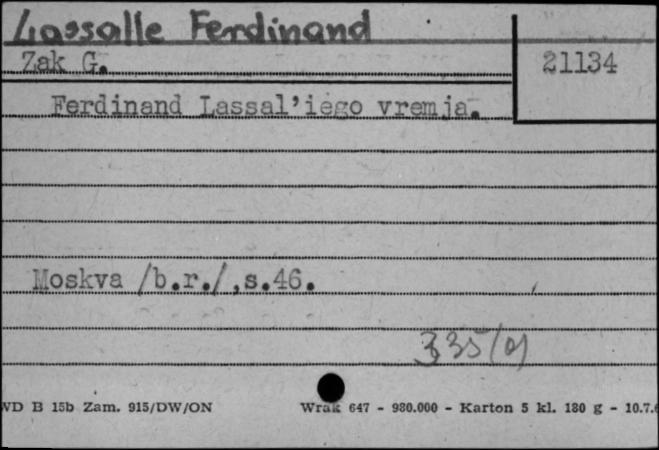 Lassalle Ferdinand
Zak G.
21134
Ferdinand Lassal'iego vremja.
Moskva /b.r./,s.46.
335/
WD B 15b Zam. 915/DW/ON
Wrak 647 - 980.000 - Karton 5 kl. 180 g - 10.7.6